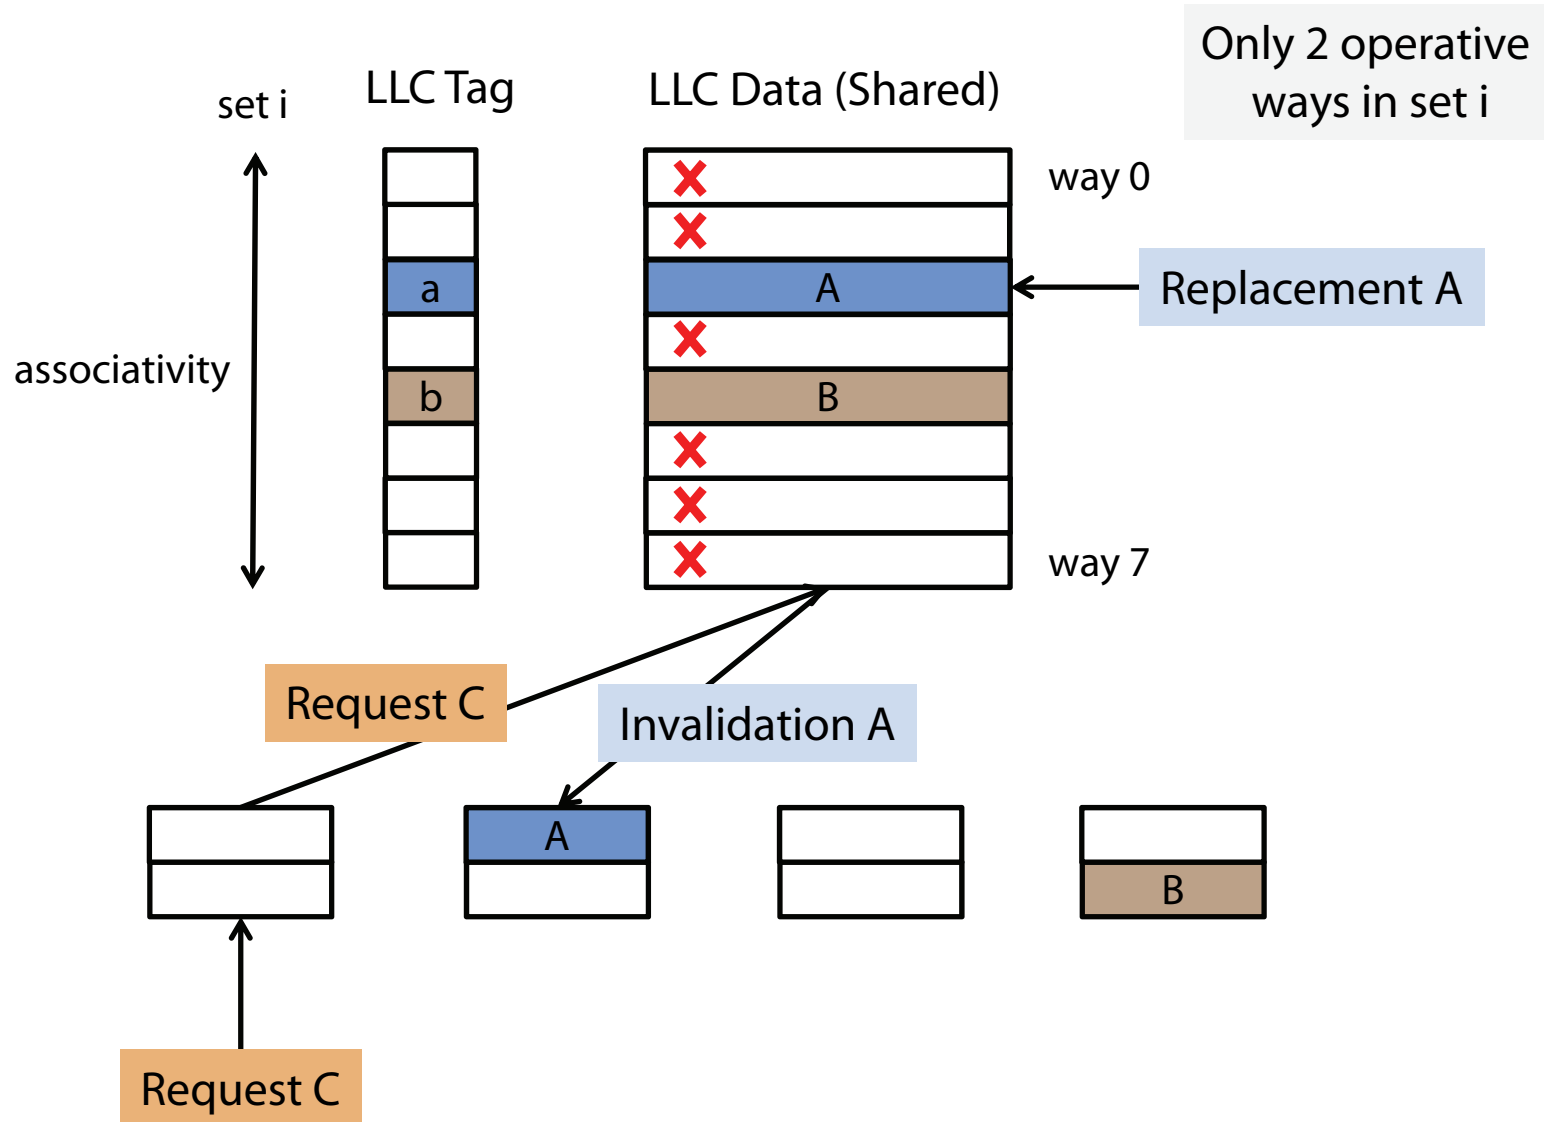 Only 2 operative
ways in set i
set i
LLC Tag
LLC Data (Shared)
way 0
a
A
Replacement A
associativity
b
B
way 7
Request C
Invalidation A
A
B
Request C